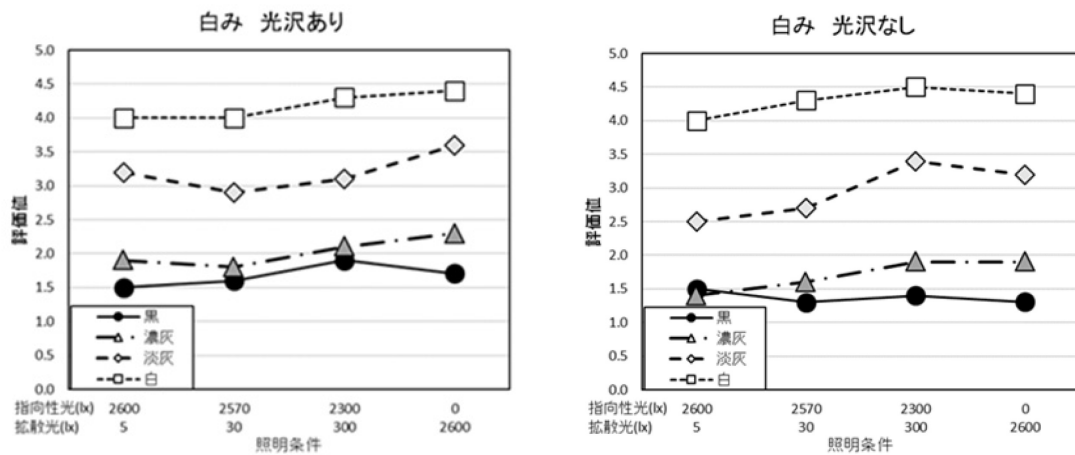 白み 光沢あり
5.0
4.5
4.0
3.5
3.0
2.5
2.0
1.5
1.0
0.5
0.0
評価値
黒
濃灰
淡灰
白
指向性光(lx) 2600 2570 2300 0
拡散光(lx) 5 30 300 2600
照明条件
白み 光沢なし
5.0
4.5
4.0
3.5
3.0
2.5
2.0
1.5
1.0
0.5
0.0
評価値
黒
濃灰
淡灰
白
指向性光(lx) 2600 2570 2300 0
拡散光(lx) 5 30 300 2600
照明条件